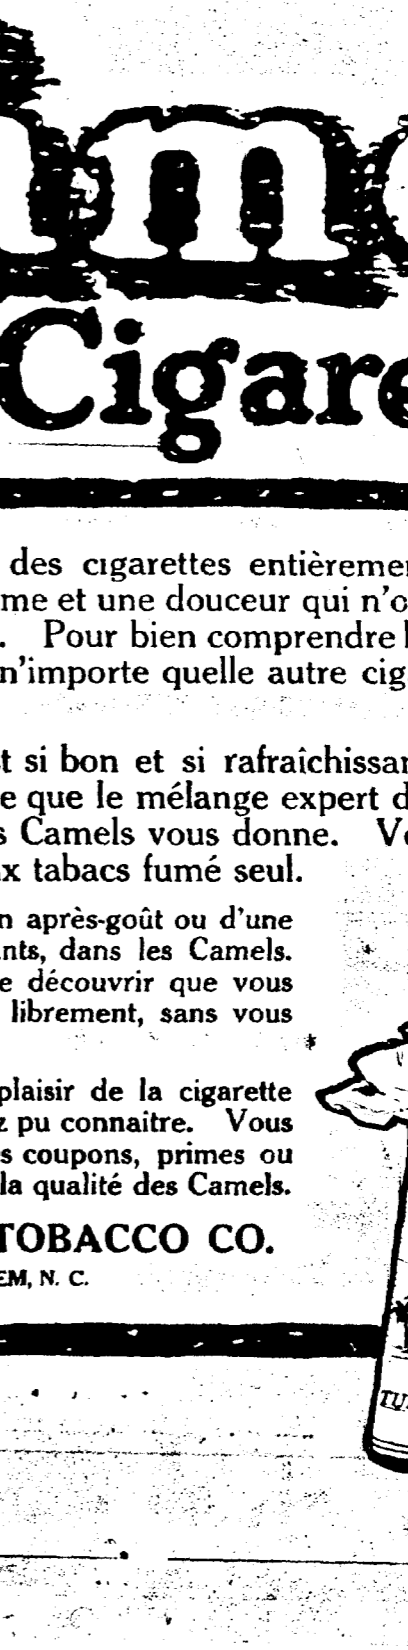 ame
Cigare
des cigarettes entièreme
me et une douceur qui n'o
. Pour bien comprendre l
n'importe quelle autre cig
t si bon et si rafraîchissan
e que le mélange expert d
s Camels vous donne. V
x tabacs fumé seul.
n après-goût ou d'une
nts, dans les Camels.
e découvrir que vous
librement, sans vous
plaisir de la cigarette
z pu connaitre. Vous
s coupons, primes ou
la qualité des Camels.
TOBACCO CO.
EM, N. C.
TU